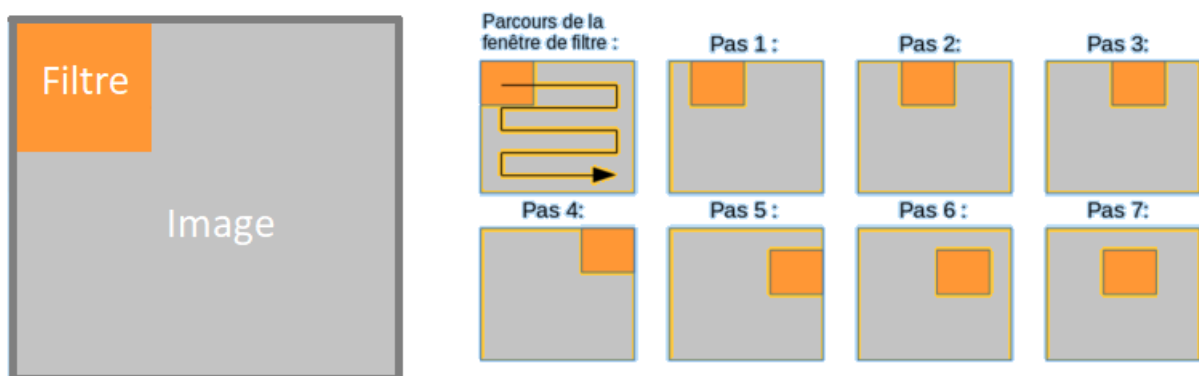 Filtre
Image
Parcours de la
fenêtre de filtre :
Pas 1 :
Pas 2:
Pas 3:
Pas 4:
Pas 5 :
Pas 6 :
Pas 7: